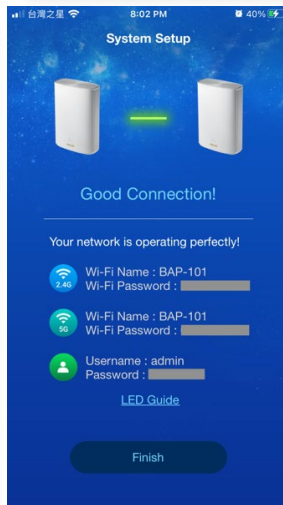 台灣之星 8:02 PM 40%
System Setup
Good Connection!
Your network is operating perfectly!
2.4G
Wi-Fi Name : BAP-101
Wi-Fi Password :
5G
Wi-Fi Name : BAP-101
Wi-Fi Password :
Username : admin
Password :
LED Guide
Finish